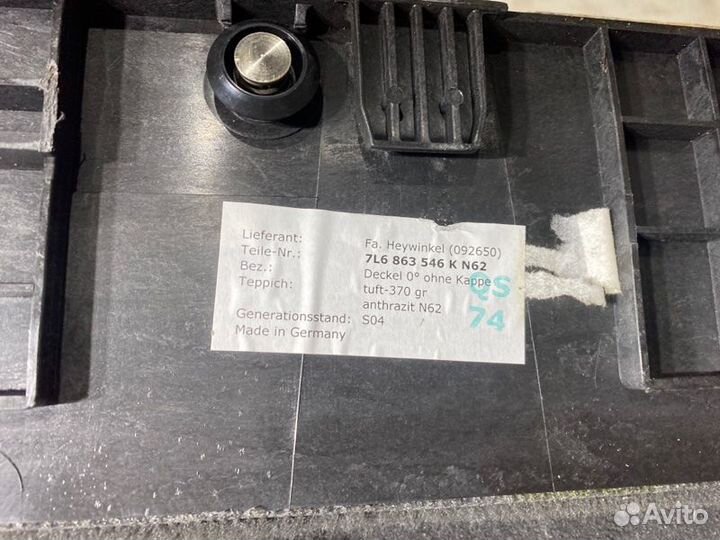 Lieferant: Fa. Heywinkel (092650)
Teile-Nr.: 7L6 863 546 K N62
Bez.: Deckel 0° ohne Kappe
Teppich: tuft-370 gr
anthrazit N62
Generationsstand: S04
Made in Germany
QS
74
Avito